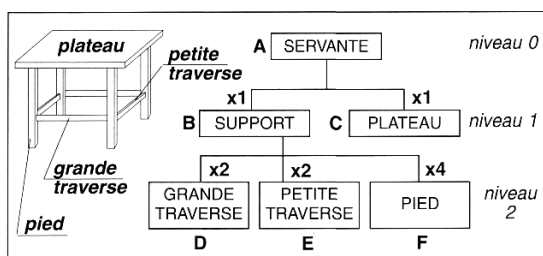 plateau
petite
traverse
grande
traverse
pied
A SERVANTE niveau 0
x1 x1
B SUPPORT C PLATEAU niveau 1
x2 x2 x4
GRANDE TRAVERSE PETITE TRAVERSE PIED niveau 2
D E F